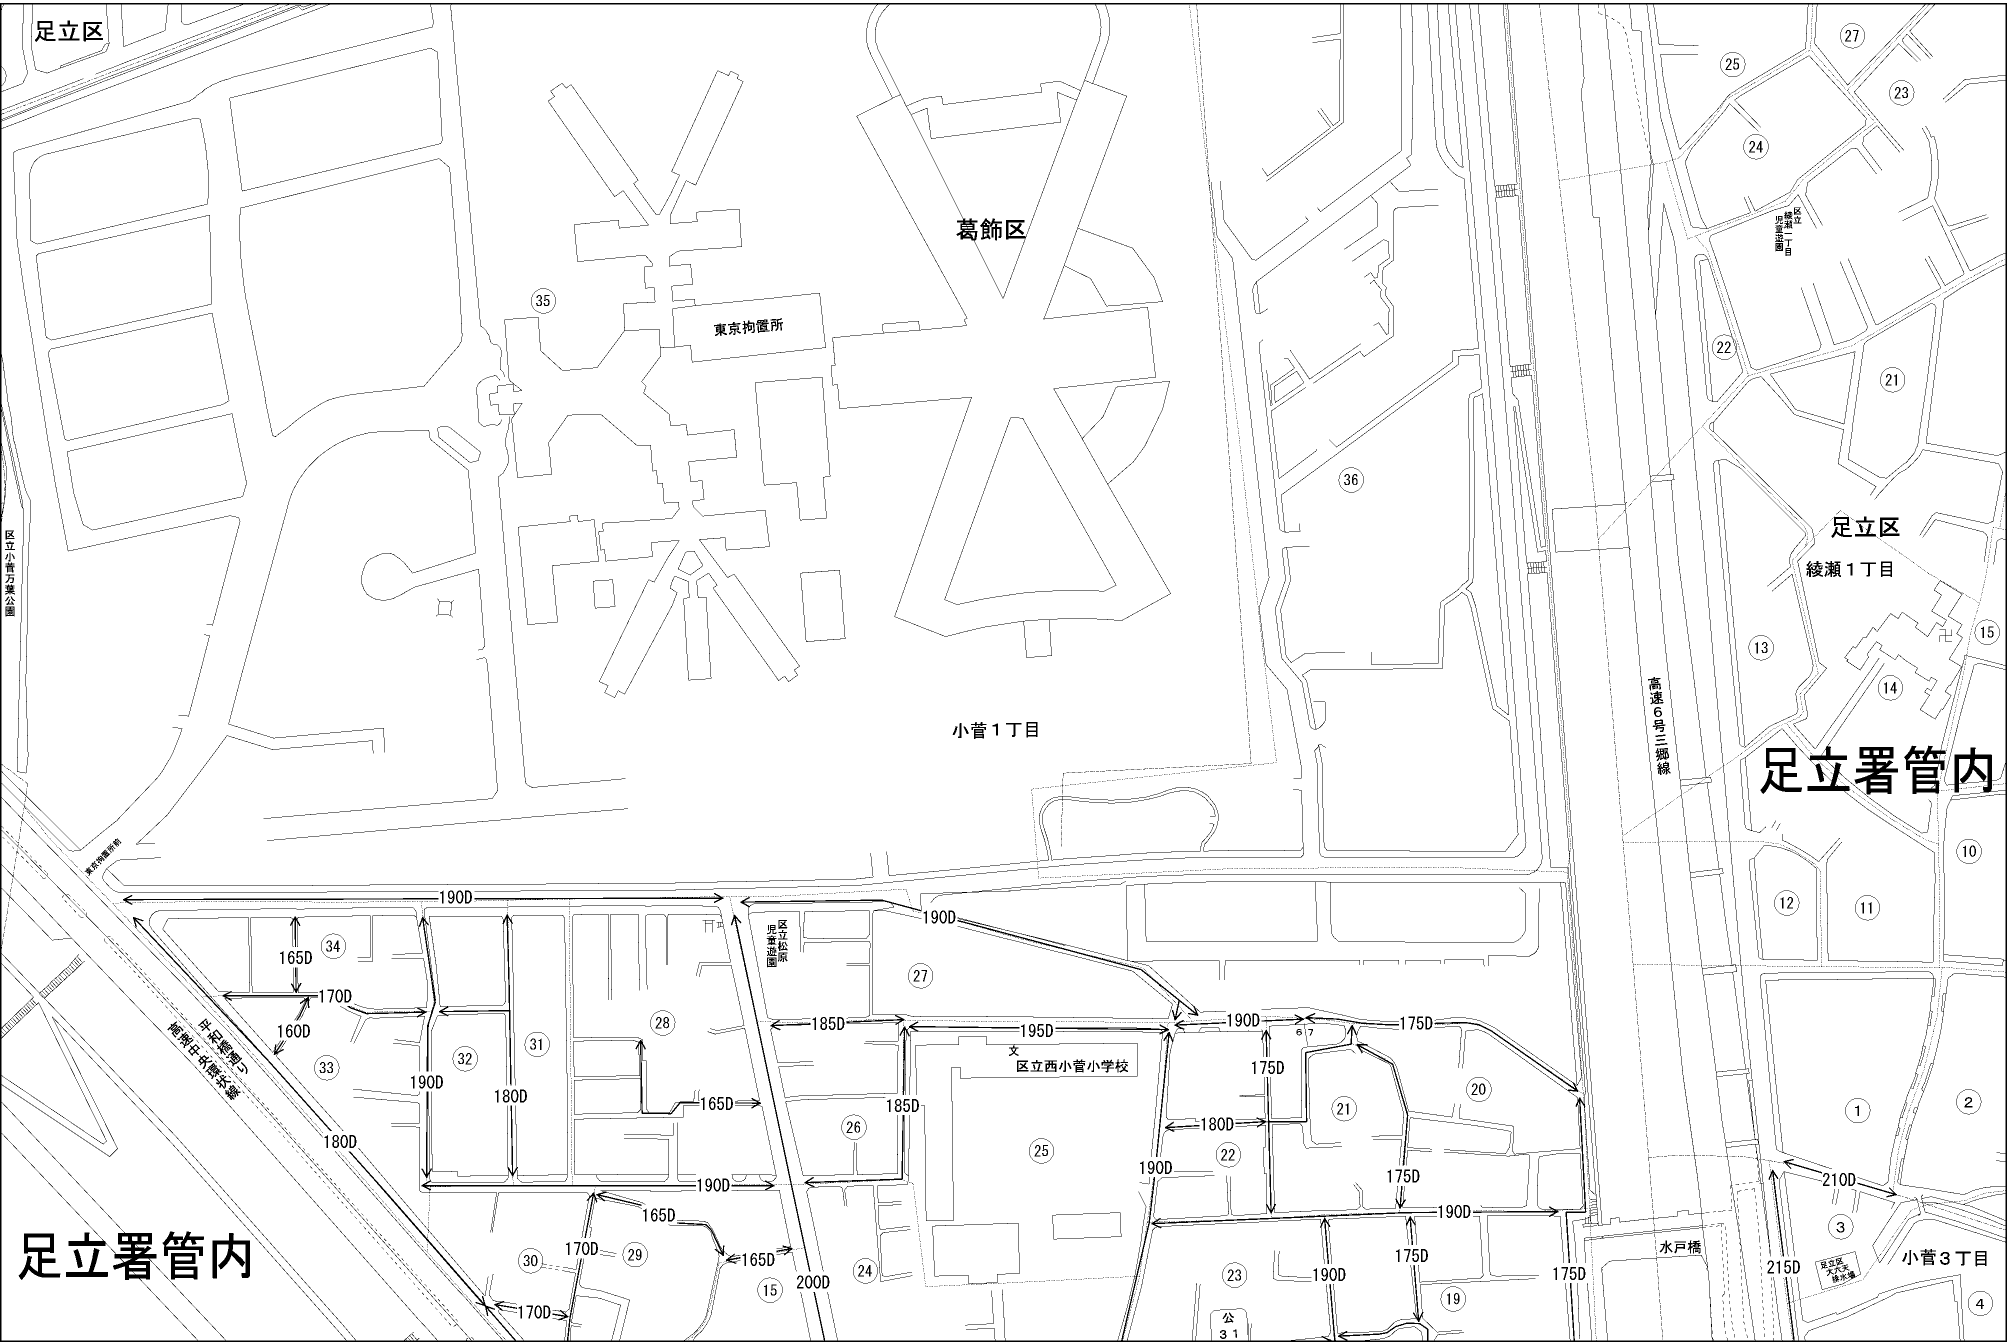 足立区
27
25
23
24
葛飾区
区立
綾瀬一丁目
児童遊園
35
東京拘置所
22
21
36
足立区
綾瀬1丁目
区立小菅万葉公園
15
13
14
高速6号三郷線
小菅1丁目
足立署管内
東京拘置所前
10
12
11
190D
190D
区立松原
児童遊園
34
165D
27
170D
160D
185D
195D
190D
67
175D
平和橋通り
高速中央環状線
28
31
32
33
文
区立西小菅小学校
175D
20
190D
180D
165D
185D
21
1
2
26
180D
180D
25
22
190D
175D
210D
190D
165D
190D
3
足立署管内
170D
29
30
165D
24
15
200D
23
190D
175D
175D
水戸橋
215D
足立区
大六天
排水場
小菅3丁目
170D
19
4
公
31